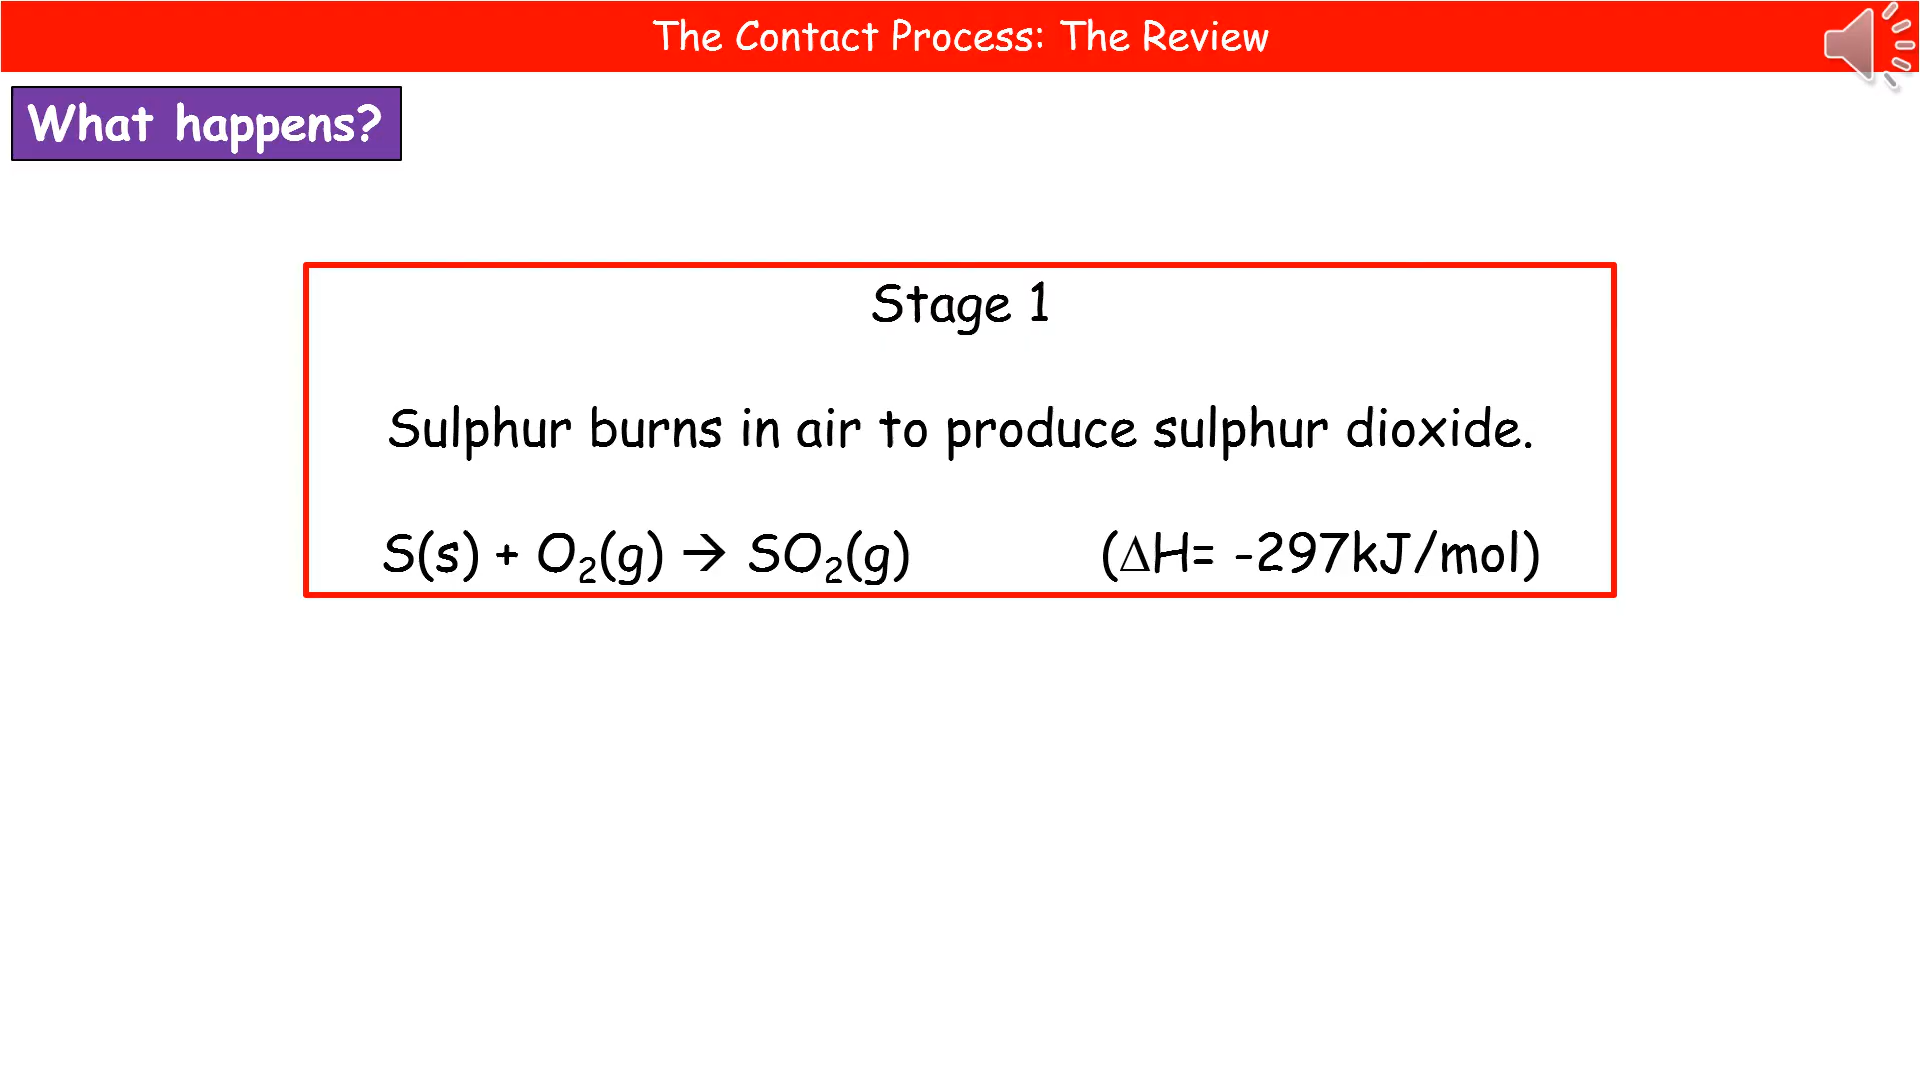 The Contact Process: The Review
What happens?
Stage 1
Sulphur burns in air to produce sulphur dioxide.
S(s) + O₂(g) → SO₂(g) (∆H= -297kJ/mol)